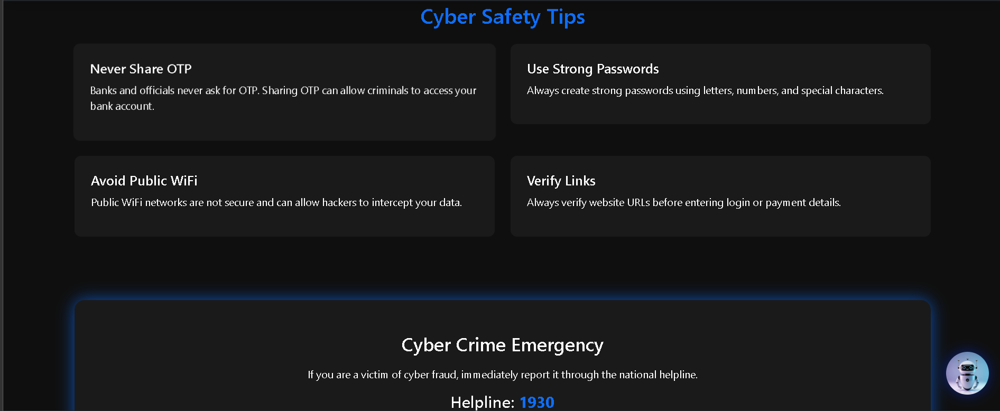 Cyber Safety Tips
Never Share OTP
Banks and officials never ask for OTP. Sharing OTP can allow criminals to access your
bank account.
Use Strong Passwords
Always create strong passwords using letters, numbers, and special characters.
Avoid Public WiFi
Public WiFi networks are not secure and can allow hackers to intercept your data.
Verify Links
Always verify website URLs before entering login or payment details.
Cyber Crime Emergency
If you are a victim of cyber fraud, immediately report it through the national helpline.
Helpline: 1930